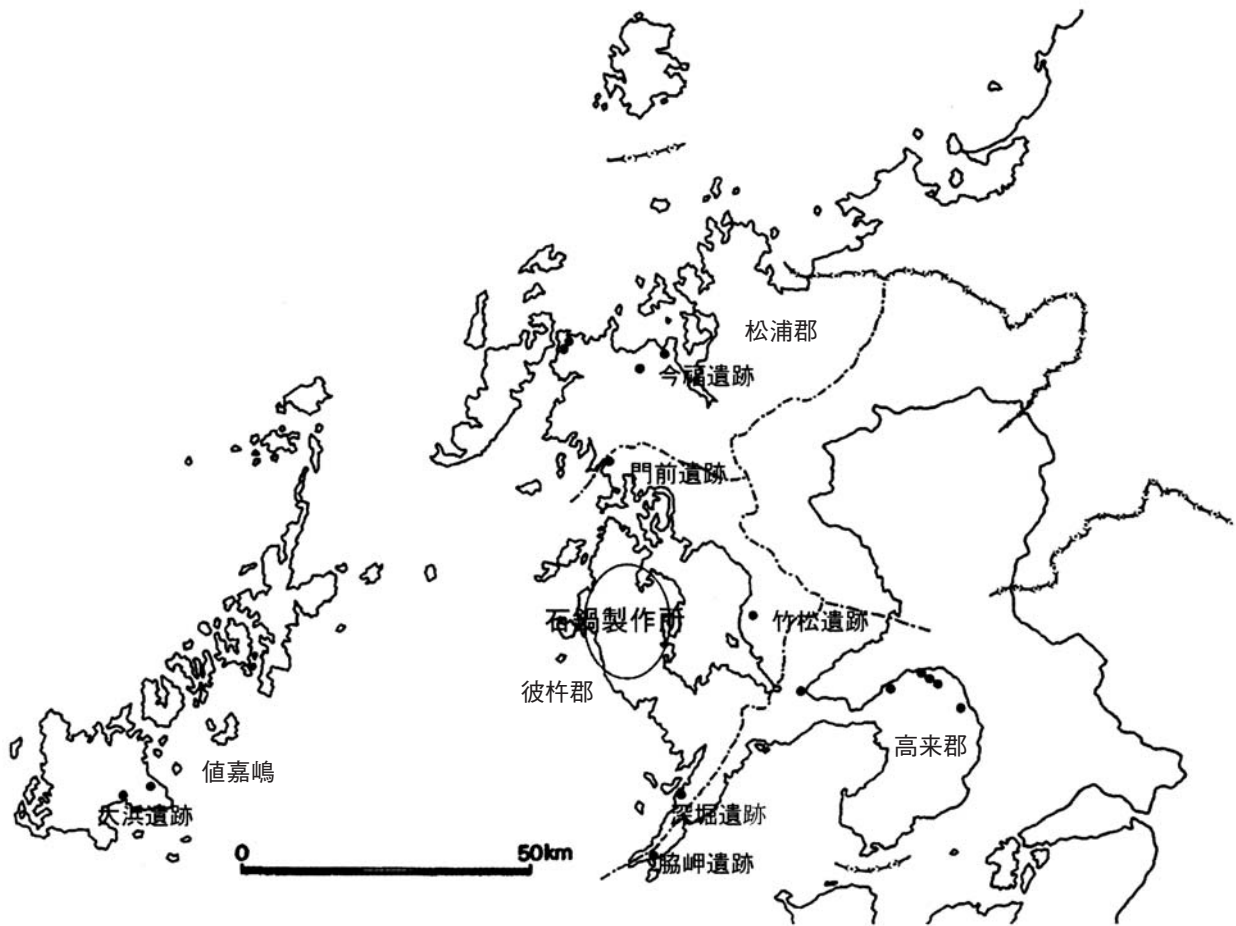 松浦郡
今福遺跡
門前遺跡
石鍋製作所
竹松遺跡
彼杵郡
高来郡
値嘉嶋
大浜遺跡
深堀遺跡
0 50km
脇岬遺跡